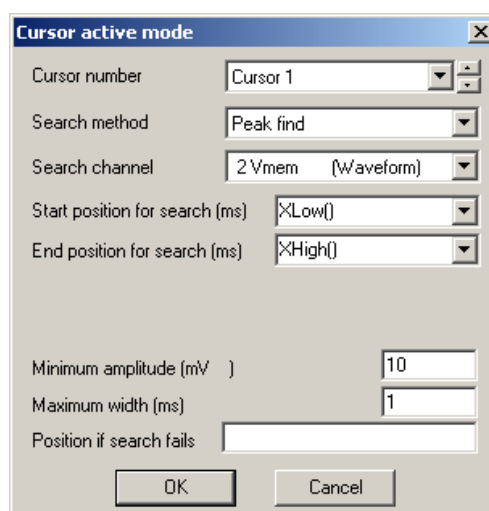 Cursor active mode
Cursor number Cursor 1
Search method Peak find
Search channel 2 Vmem (Waveform)
Start position for search (ms) XLow()
End position for search (ms) XHigh()
Minimum amplitude (mV ) 10
Maximum width (ms) 1
Position if search fails
OK Cancel